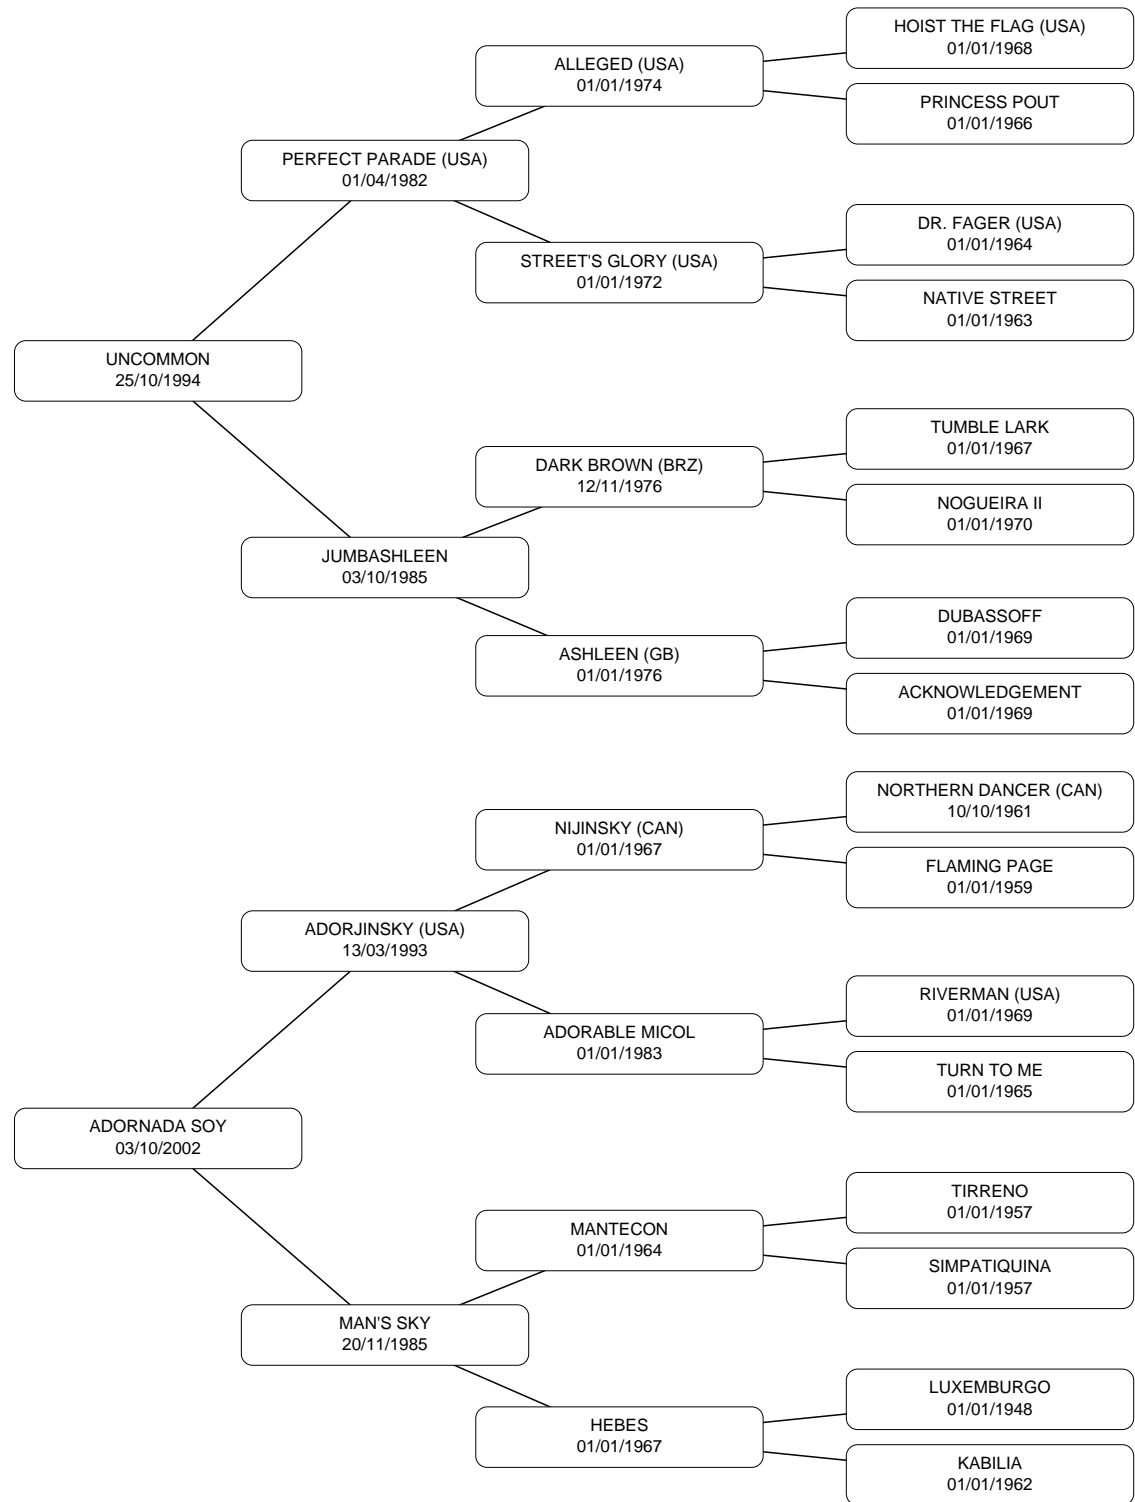 HOIST THE FLAG (USA)
01/01/1968
ALLEGED (USA)
01/01/1974
PRINCESS POUT
01/01/1966
PERFECT PARADE (USA)
01/04/1982
DR. FAGER (USA)
01/01/1964
STREET'S GLORY (USA)
01/01/1972
NATIVE STREET
01/01/1963
UNCOMMON
25/10/1994
TUMBLE LARK
01/01/1967
DARK BROWN (BRZ)
12/11/1976
NOGUEIRA II
01/01/1970
JUMBASHLEEN
03/10/1985
DUBASSOFF
01/01/1969
ASHLEEN (GB)
01/01/1976
ACKNOWLEDGEMENT
01/01/1969
NORTHERN DANCER (CAN)
10/10/1961
NIJINSKY (CAN)
01/01/1967
FLAMING PAGE
01/01/1959
ADORJINSKY (USA)
13/03/1993
RIVERMAN (USA)
01/01/1969
ADORABLE MICOL
01/01/1983
TURN TO ME
01/01/1965
ADORNADA SOY
03/10/2002
TIRRENO
01/01/1957
MANTECON
01/01/1964
SIMPATIQUINA
01/01/1957
MAN'S SKY
20/11/1985
LUXEMBURGO
01/01/1948
HEBES
01/01/1967
KABILIA
01/01/1962